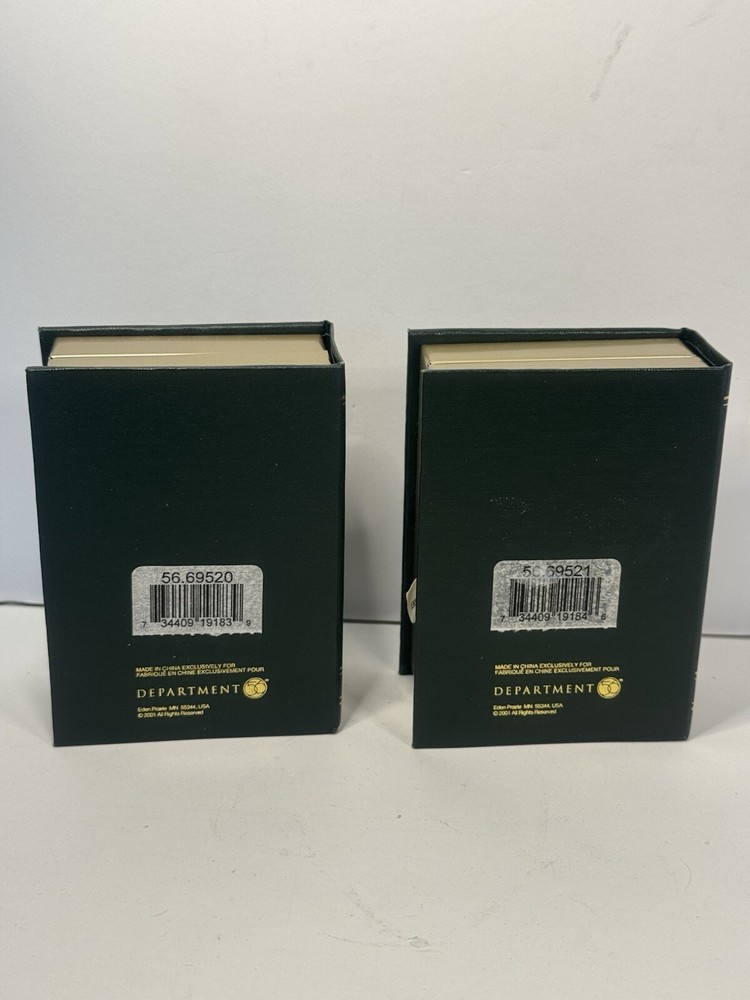 56.69520
7 34409 19183 9
MADE IN CHINA EXCLUSIVELY FOR
FABRIQUÉ EN CHINE EXCLUSIVEMENT POUR
DEPARTMENT 56™
Eden Prairie MN 55344, USA
© 2001 All Rights Reserved
56.69521
7 34409 19184 6
MADE IN CHINA EXCLUSIVELY FOR
FABRIQUÉ EN CHINE EXCLUSIVEMENT POUR
DEPARTMENT 56™
Eden Prairie MN 55344, USA
© 2001 All Rights Reserved